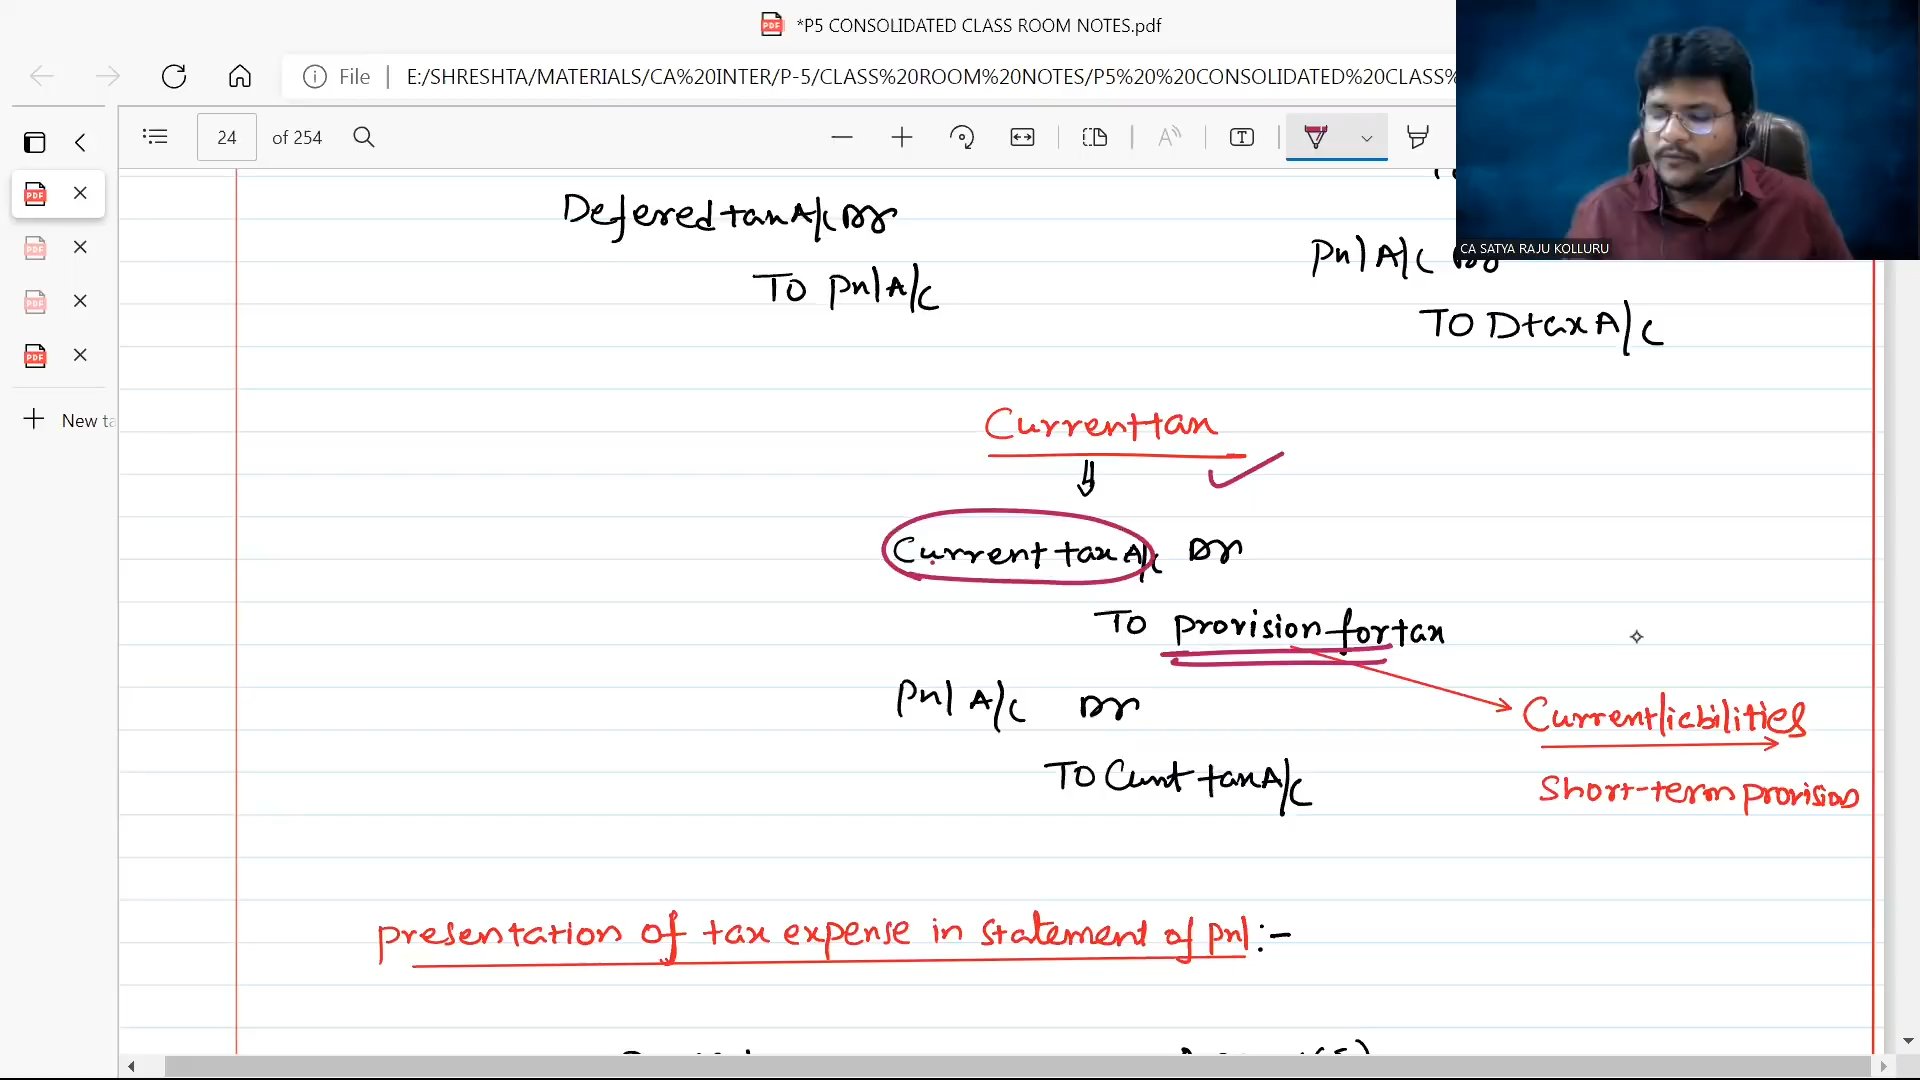 *P5 CONSOLIDATED CLASS ROOM NOTES.pdf
File
E:/SHRESHTA/MATERIALS/CA%20INTER/P-5/CLASS%20ROOM%20NOTES/P5%20%20CONSOLIDATED%20CLASS%
24 of 254
New ta
CA SATYA RAJU KOLLURU
Defered tax A/c Dr
To Pnl A/c
Pnl A/c Dr
To Dtax A/c
Current tax
Current tax A/c Dr
To provision for tax
Pnl A/c Dr
Current liabilities
To Curnt tax A/c
Short-term provision
presentation of tax expense in statement of pnl :-